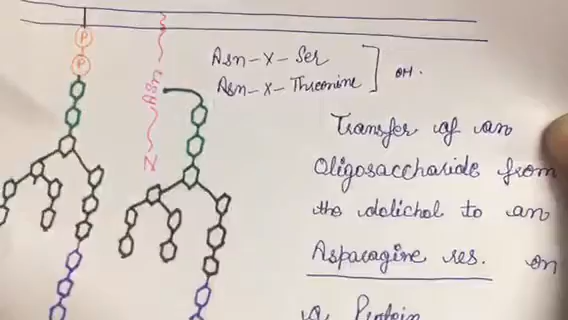 P
P
Asn
N
Asn-X-Ser
Asn-X-Threonine
OH.
Transfer of an
Oligosaccharide from
the dolichol to an
Asparagine res. on
a Protein